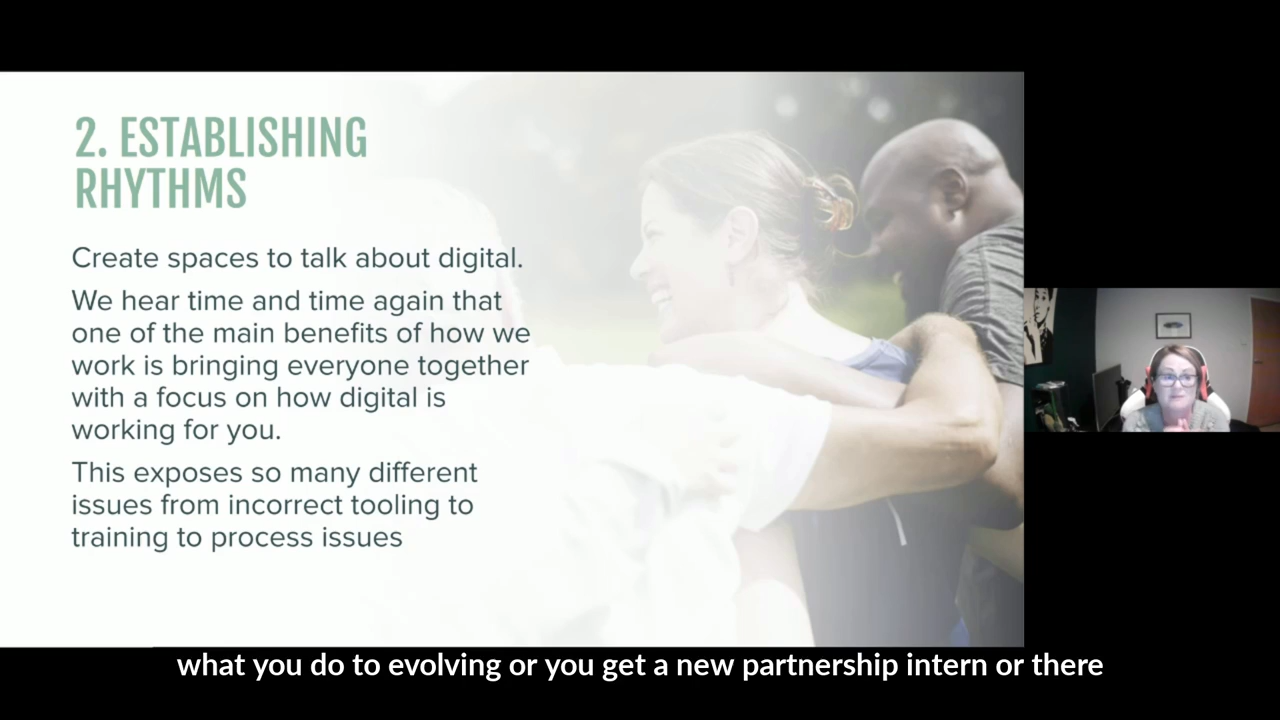 2. ESTABLISHING
RHYTHMS
Create spaces to talk about digital.
We hear time and time again that
one of the main benefits of how we
work is bringing everyone together
with a focus on how digital is
working for you.
This exposes so many different
issues from incorrect tooling to
training to process issues
what you do to evolving or you get a new partnership intern or there